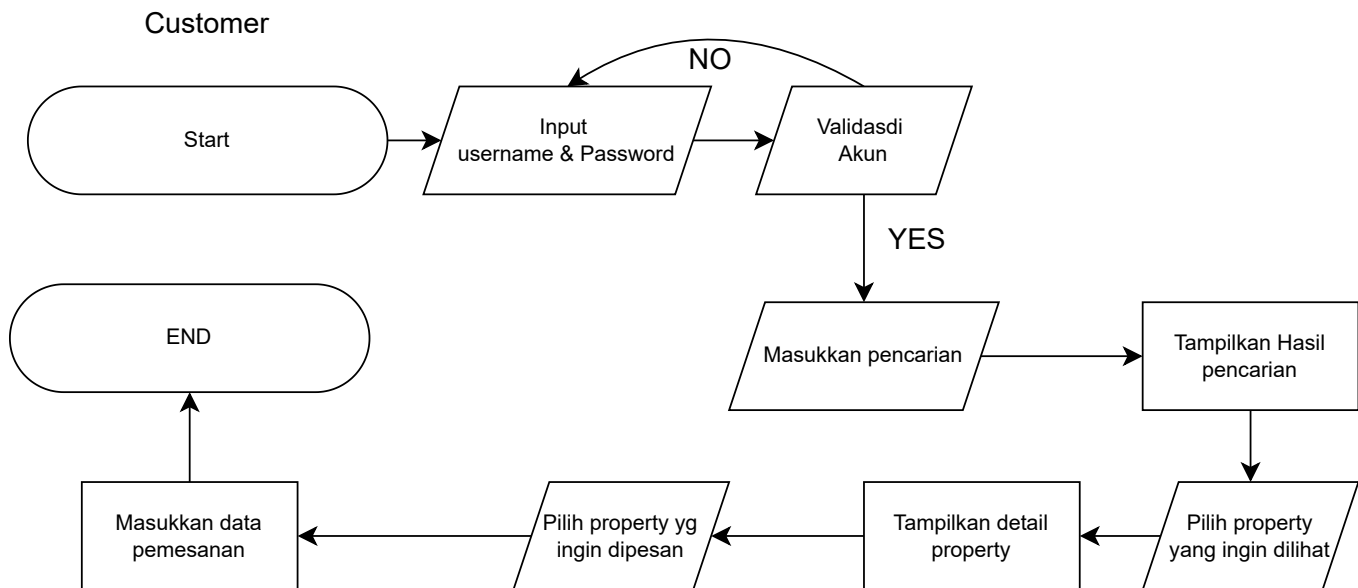 Customer
NO
Start
Input
username & Password
Validasdi
Akun
YES
END
Masukkan pencarian
Tampilkan Hasil
pencarian
Masukkan data
pemesanan
Pilih property yg
ingin dipesan
Tampilkan detail
property
Pilih property
yang ingin dilihat